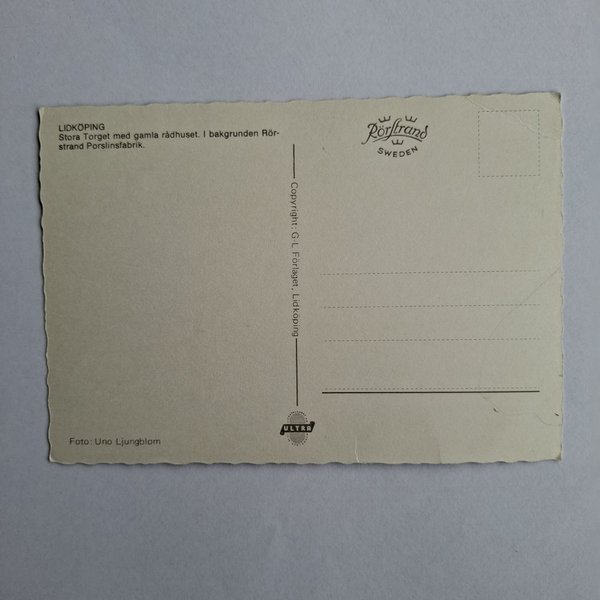 LIDKÖPING
Stora Torget med gamla rådhuset. I bakgrunden Rör-
strand Porslinsfabrik.
Rörstrand
SWEDEN
Copyright: G-L Förlaget, Lidköping
ULTRA
Foto: Uno Ljungblom